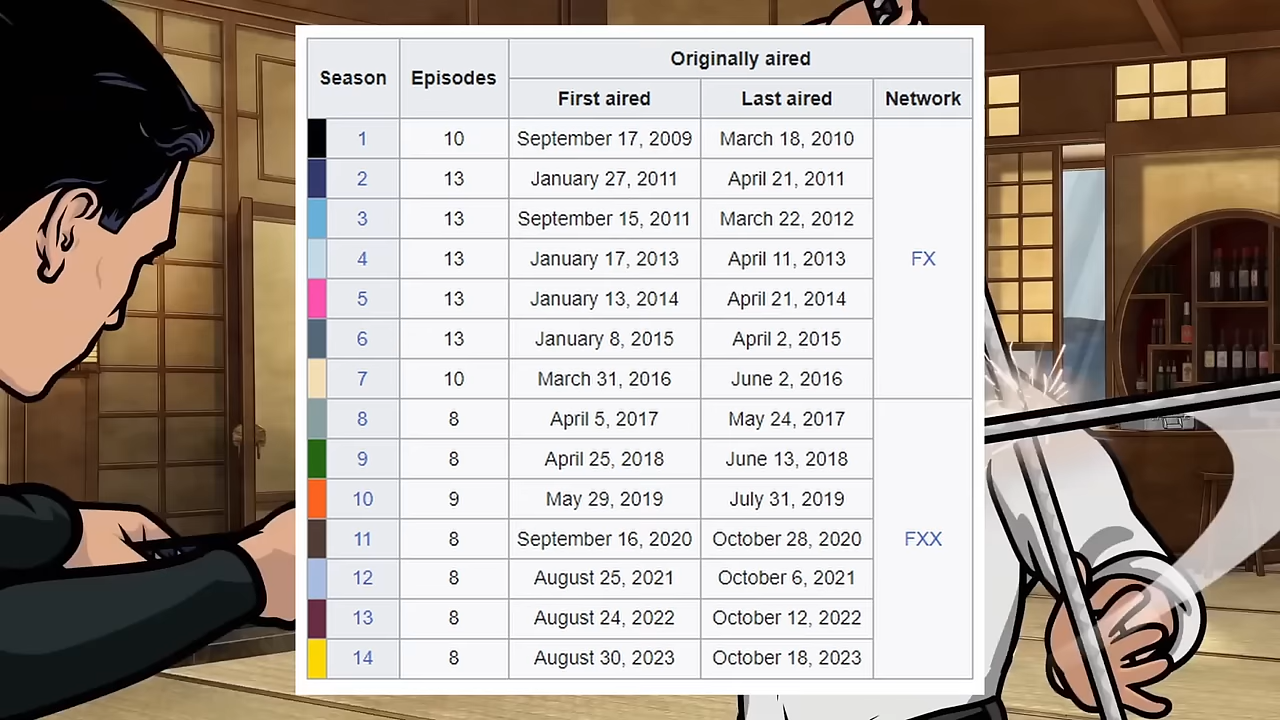 Season Episodes Originally aired
First aired Last aired Network
1 10 September 17, 2009 March 18, 2010
2 13 January 27, 2011 April 21, 2011
3 13 September 15, 2011 March 22, 2012
4 13 January 17, 2013 April 11, 2013 FX
5 13 January 13, 2014 April 21, 2014
6 13 January 8, 2015 April 2, 2015
7 10 March 31, 2016 June 2, 2016
8 8 April 5, 2017 May 24, 2017
9 8 April 25, 2018 June 13, 2018
10 9 May 29, 2019 July 31, 2019
11 8 September 16, 2020 October 28, 2020 FXX
12 8 August 25, 2021 October 6, 2021
13 8 August 24, 2022 October 12, 2022
14 8 August 30, 2023 October 18, 2023